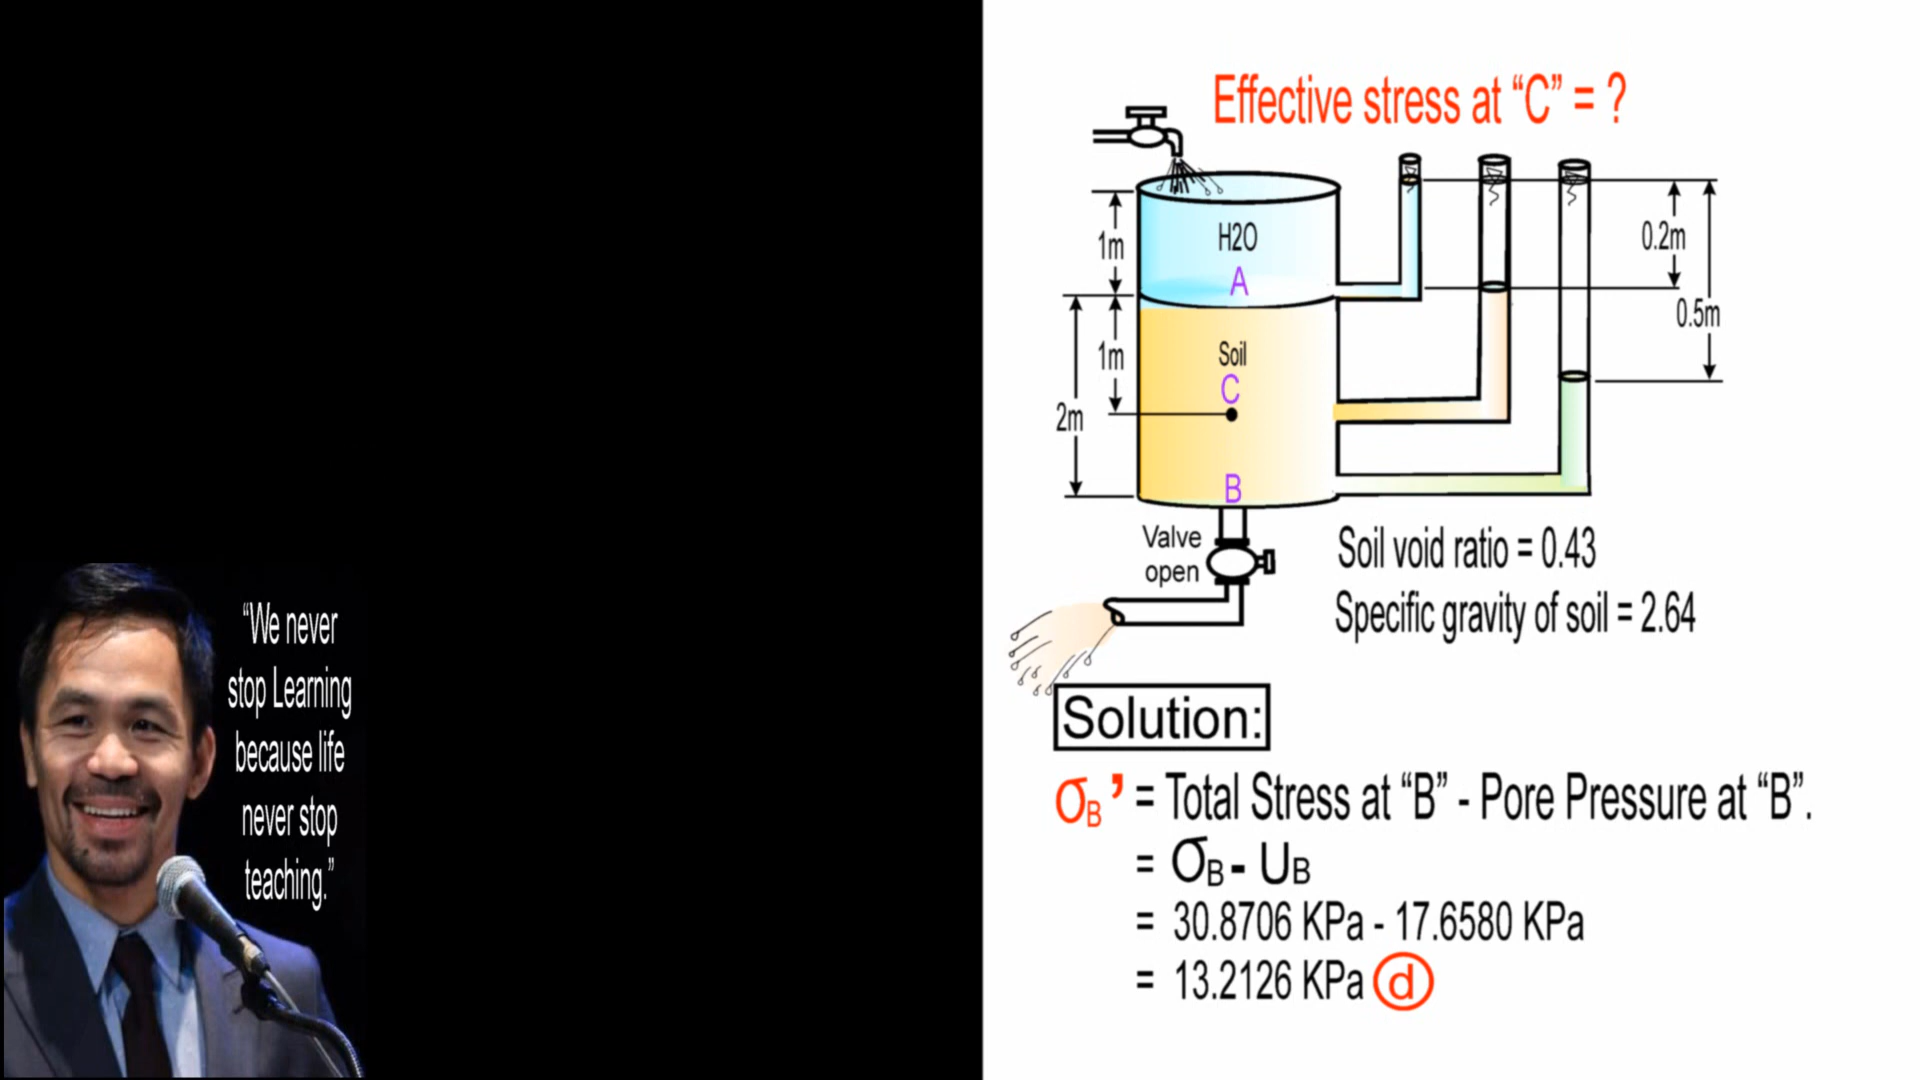 “We never
stop Learning
because life
never stop
teaching.”
Effective stress at “C” = ?
1m
H2O
A
0.2m
0.5m
1m
Soil
C
2m
B
Valve
open
Soil void ratio = 0.43
Specific gravity of soil = 2.64
Solution:
σB’ = Total Stress at “B” - Pore Pressure at “B”.
= σB - UB
= 30.8706 KPa - 17.6580 KPa
= 13.2126 KPa d